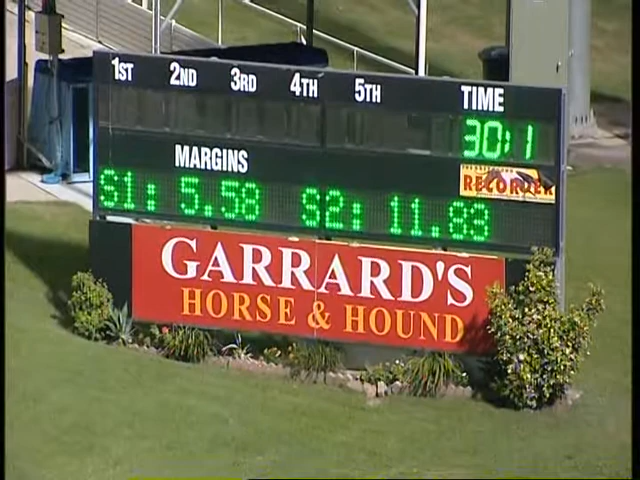 1ST 2ND 3RD 4TH 5TH TIME
30:1
MARGINS
RECORDER
S1: 5.58 S2: 11.88
GARRARD'S
HORSE & HOUND